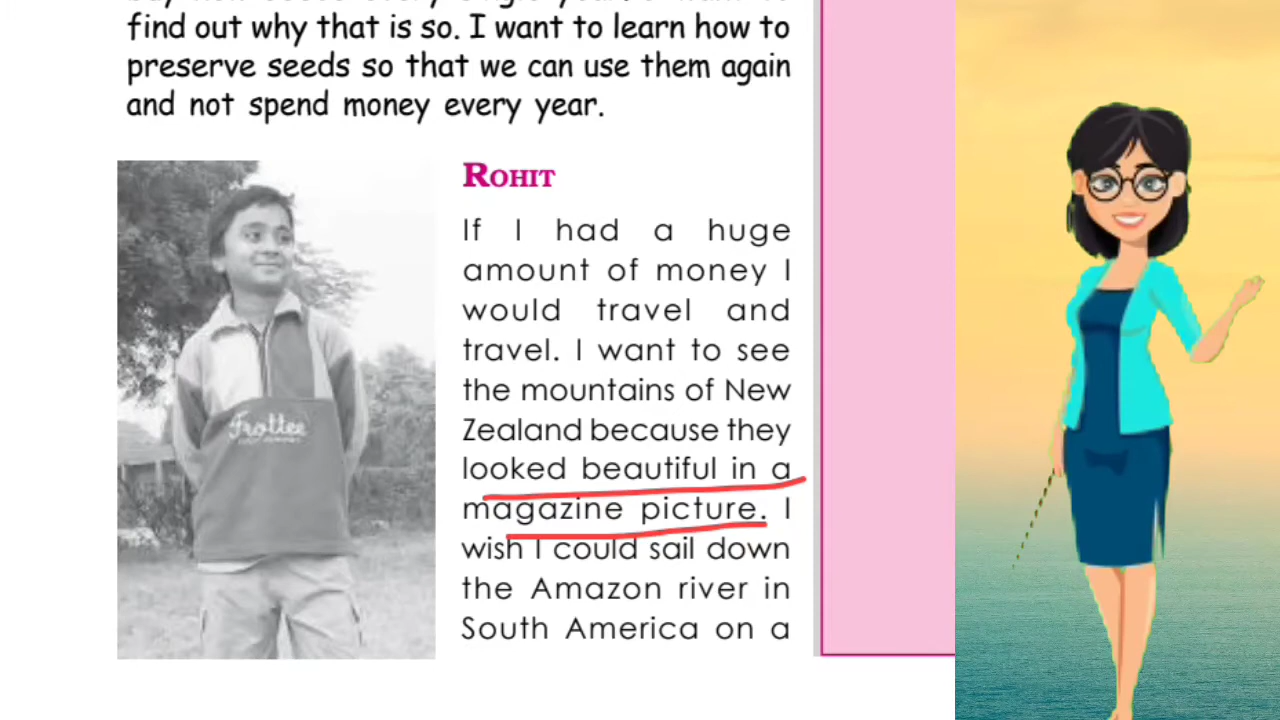 find out why that is so. I want to learn how to
preserve seeds so that we can use them again
and not spend money every year.
ROHIT
If I had a huge
amount of money I
would travel and
travel. I want to see
the mountains of New
Zealand because they
looked beautiful in a
magazine picture. I
wish I could sail down
the Amazon river in
South America on a
Frottee